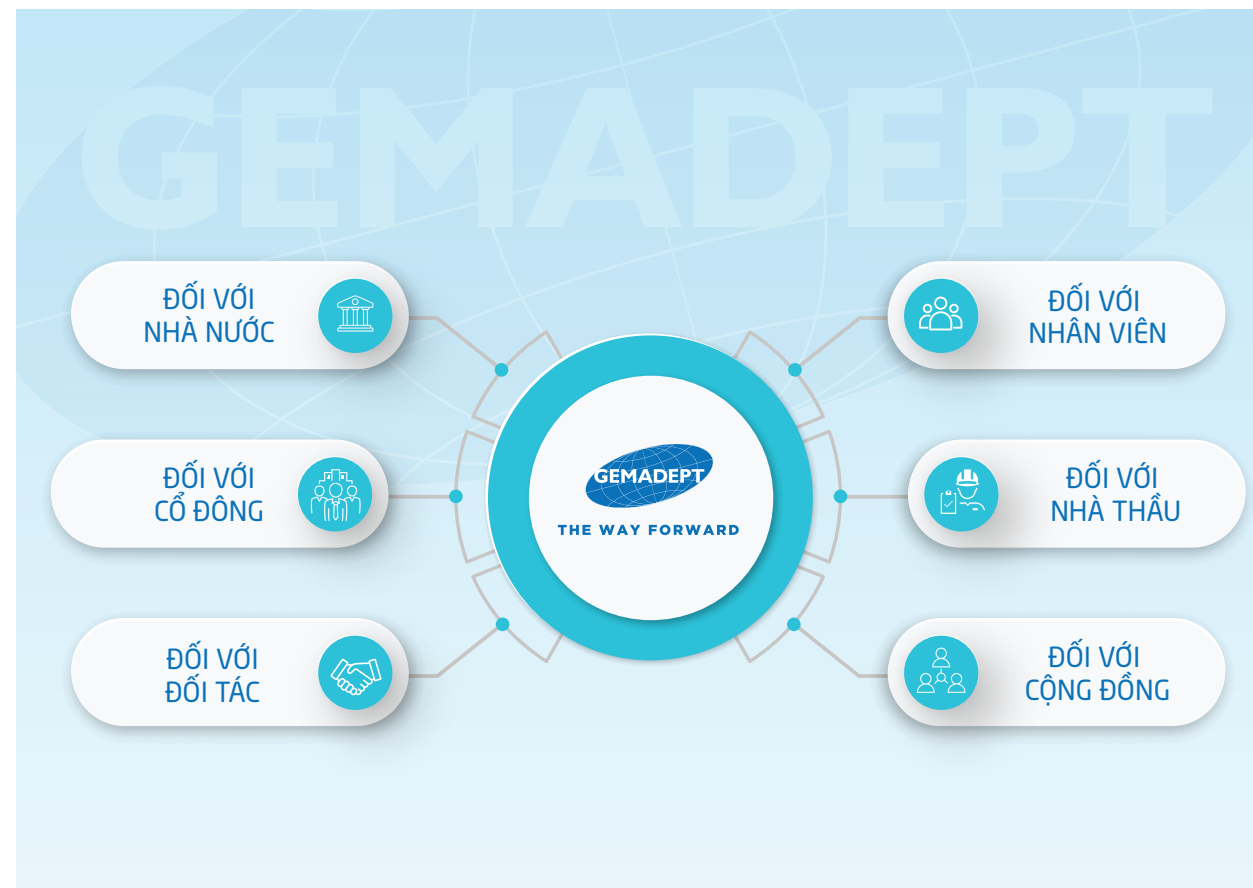 GEMADEPT
ĐỐI VỚI
NHÀ NƯỚC
ĐỐI VỚI
CỔ ĐÔNG
ĐỐI VỚI
ĐỐI TÁC
GEMADEPT
THE WAY FORWARD
ĐỐI VỚI
NHÂN VIÊN
ĐỐI VỚI
NHÀ THẦU
ĐỐI VỚI
CỘNG ĐỒNG